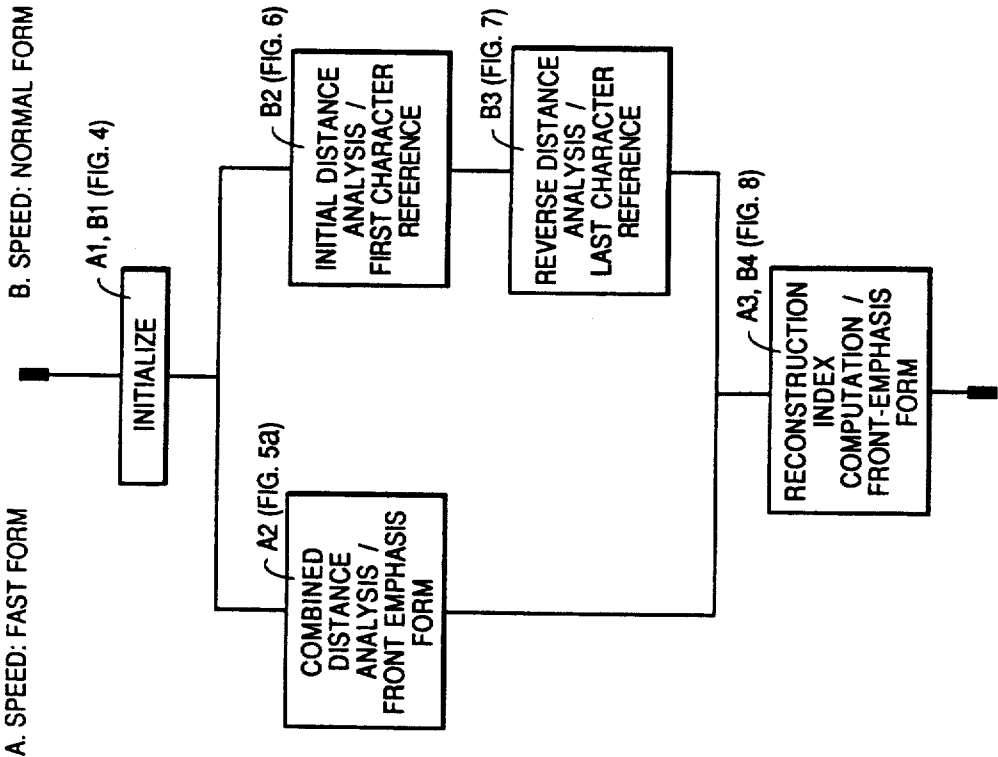 A. SPEED: FAST FORM
B. SPEED: NORMAL FORM
A1, B1 (FIG. 4)
INITIALIZE
A2 (FIG. 5a)
COMBINED
DISTANCE
ANALYSIS /
FRONT EMPHASIS
FORM
B2 (FIG. 6)
INITIAL DISTANCE
ANALYSIS /
FIRST CHARACTER
REFERENCE
B3 (FIG. 7)
REVERSE DISTANCE
ANALYSIS /
LAST CHARACTER
REFERENCE
A3, B4 (FIG. 8)
RECONSTRUCTION
INDEX
COMPUTATION /
FRONT-EMPHASIS
FORM